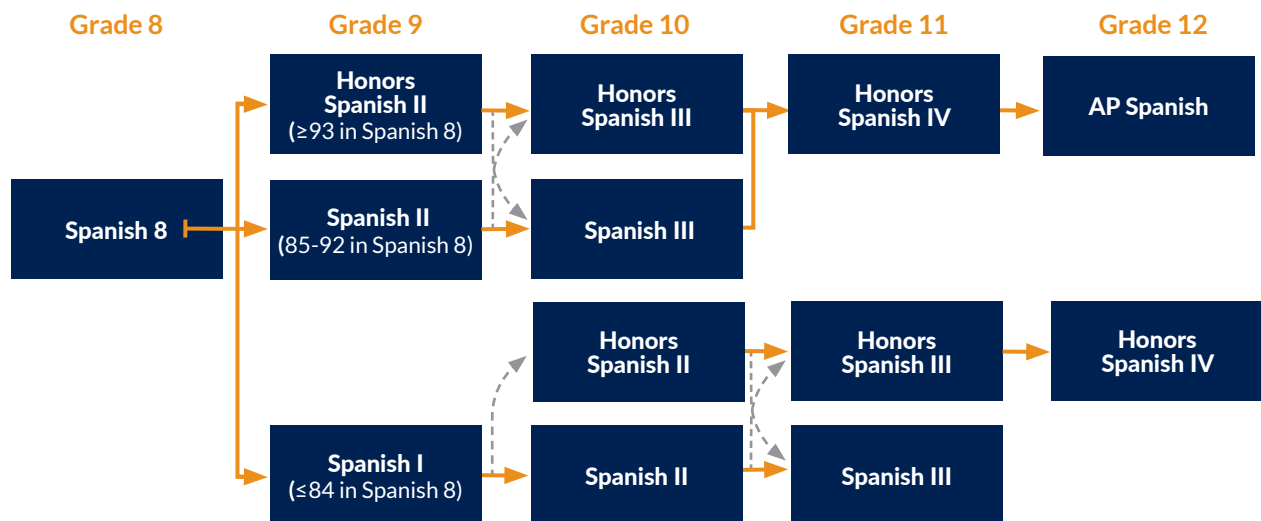 Grade 8
Grade 9
Grade 10
Grade 11
Grade 12
Honors
Spanish II
(≥93 in Spanish 8)
Honors
Spanish III
Honors
Spanish IV
AP Spanish
Spanish 8
Spanish II
(85-92 in Spanish 8)
Spanish III
Honors
Spanish II
Honors
Spanish III
Honors
Spanish IV
Spanish I
(≤84 in Spanish 8)
Spanish II
Spanish III